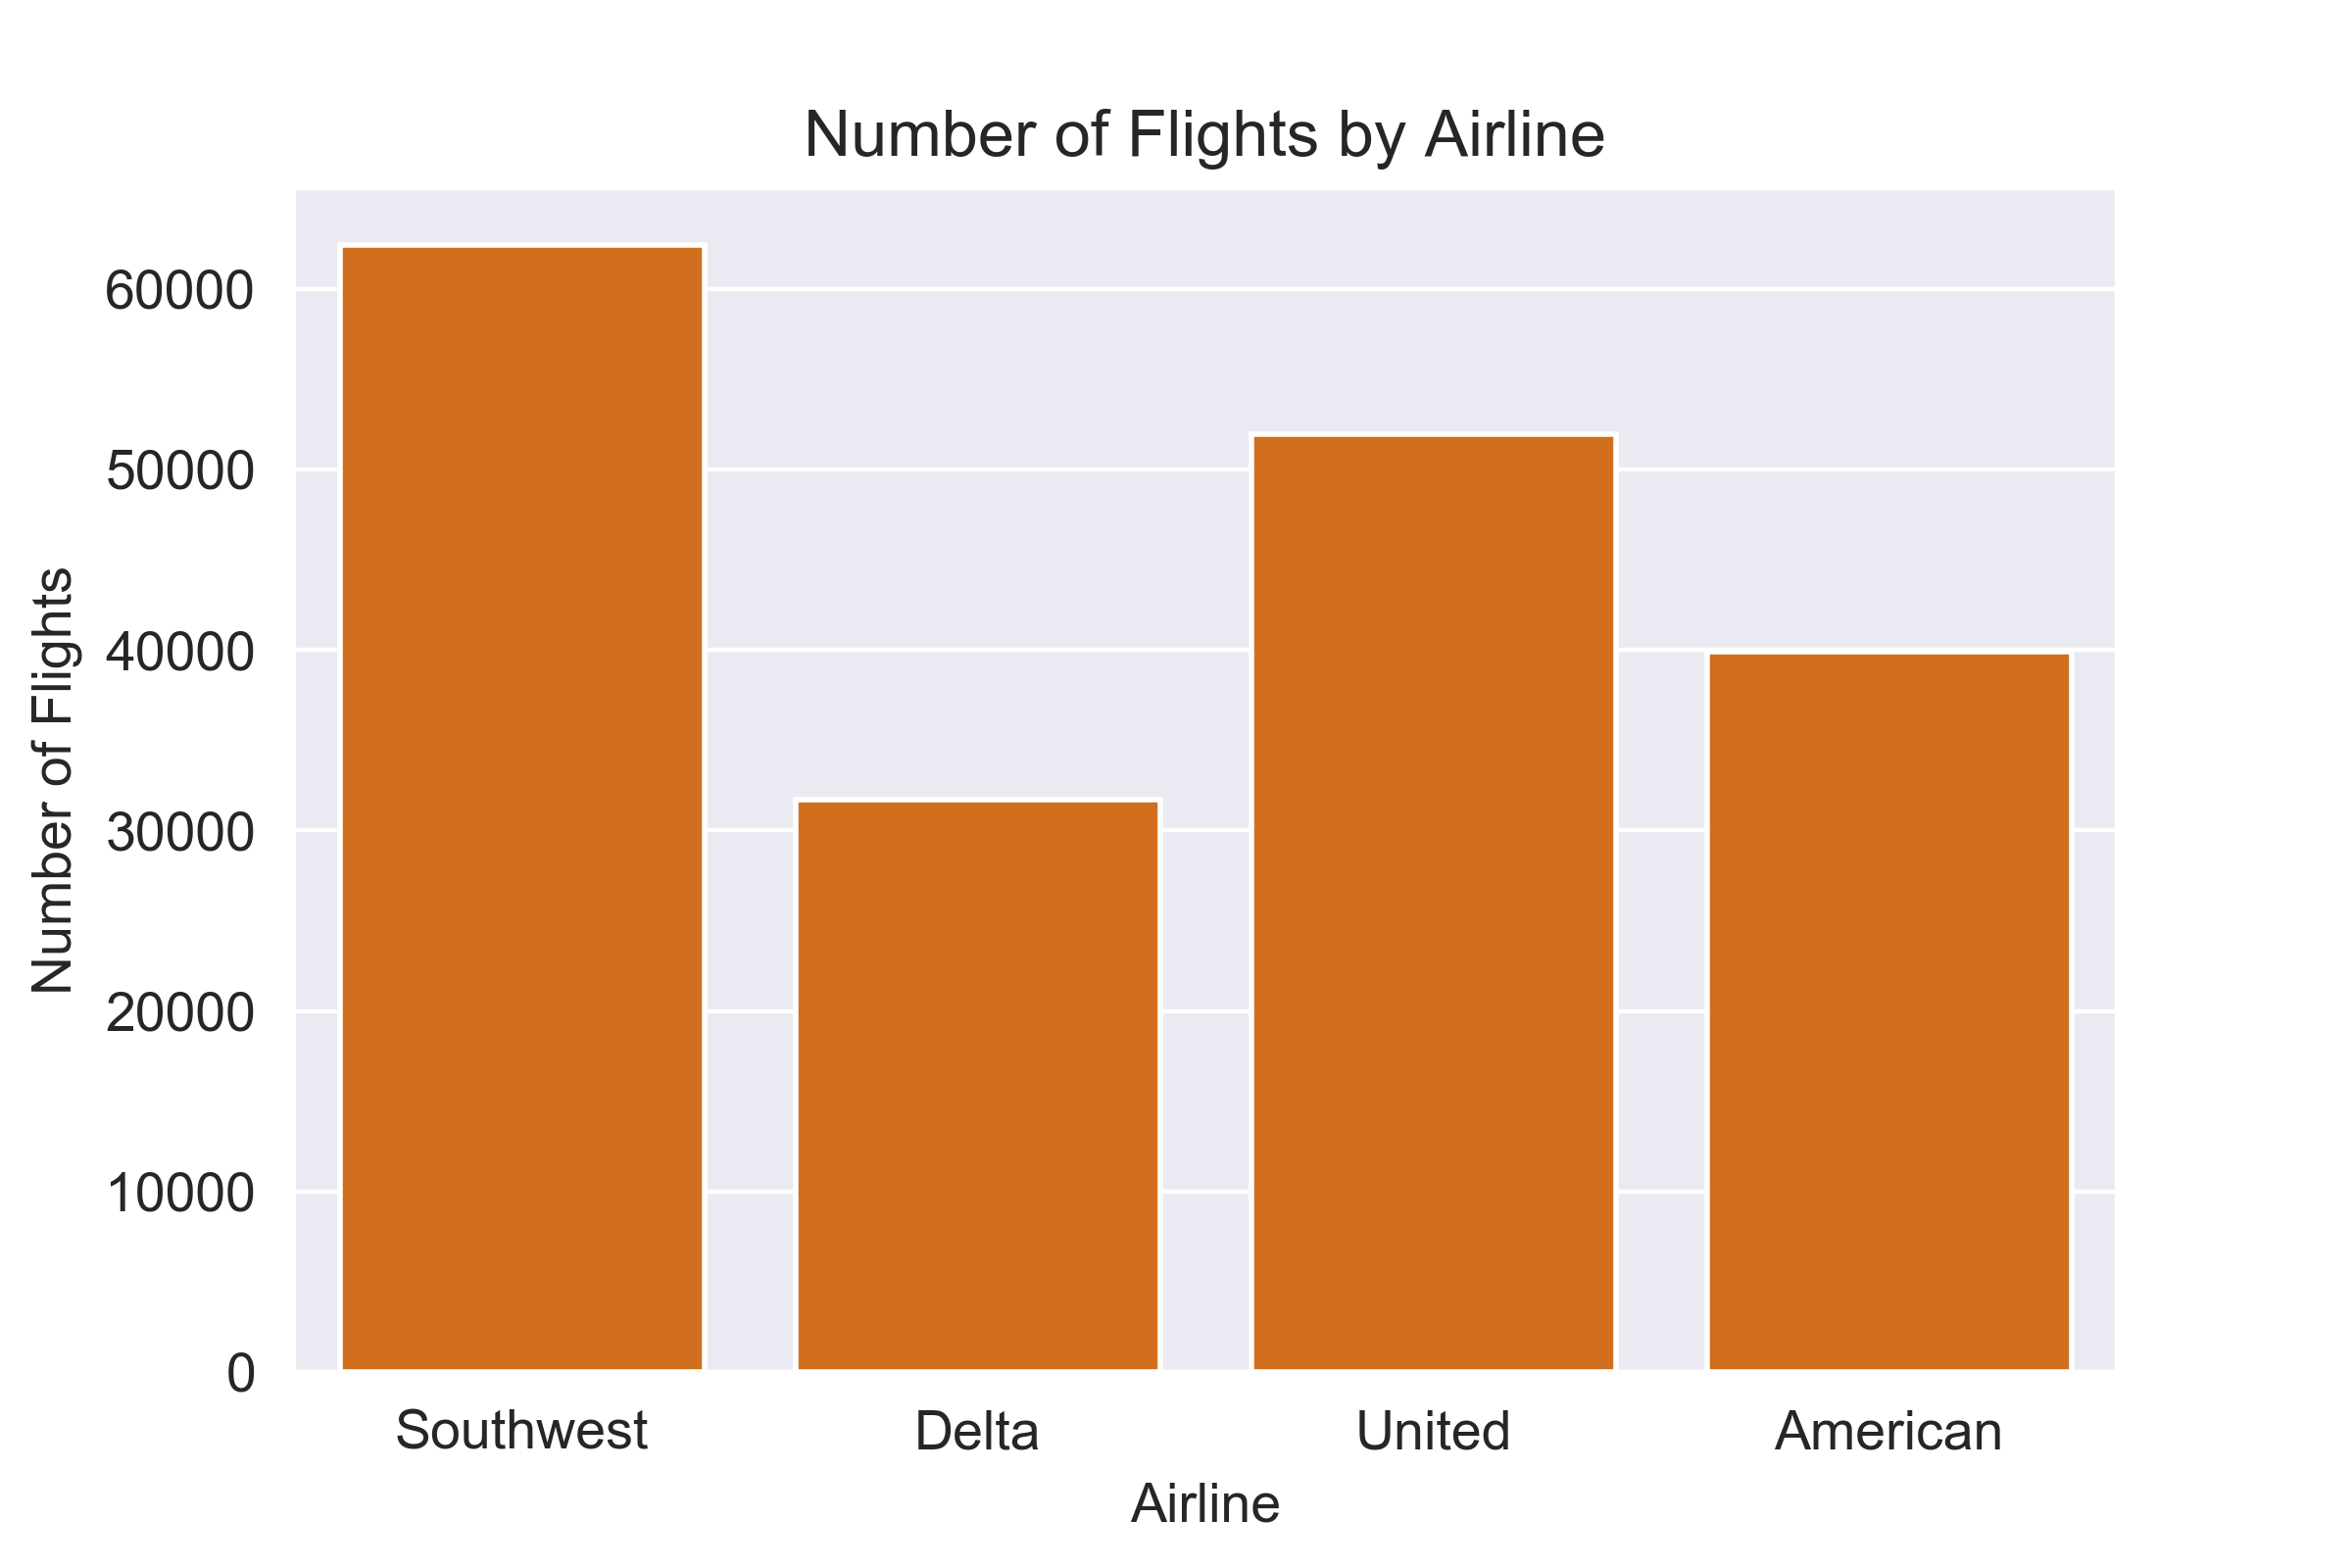 Number of Flights by Airline
Number of Flights
60000
50000
40000
30000
20000
10000
0
Southwest Delta United American
Airline